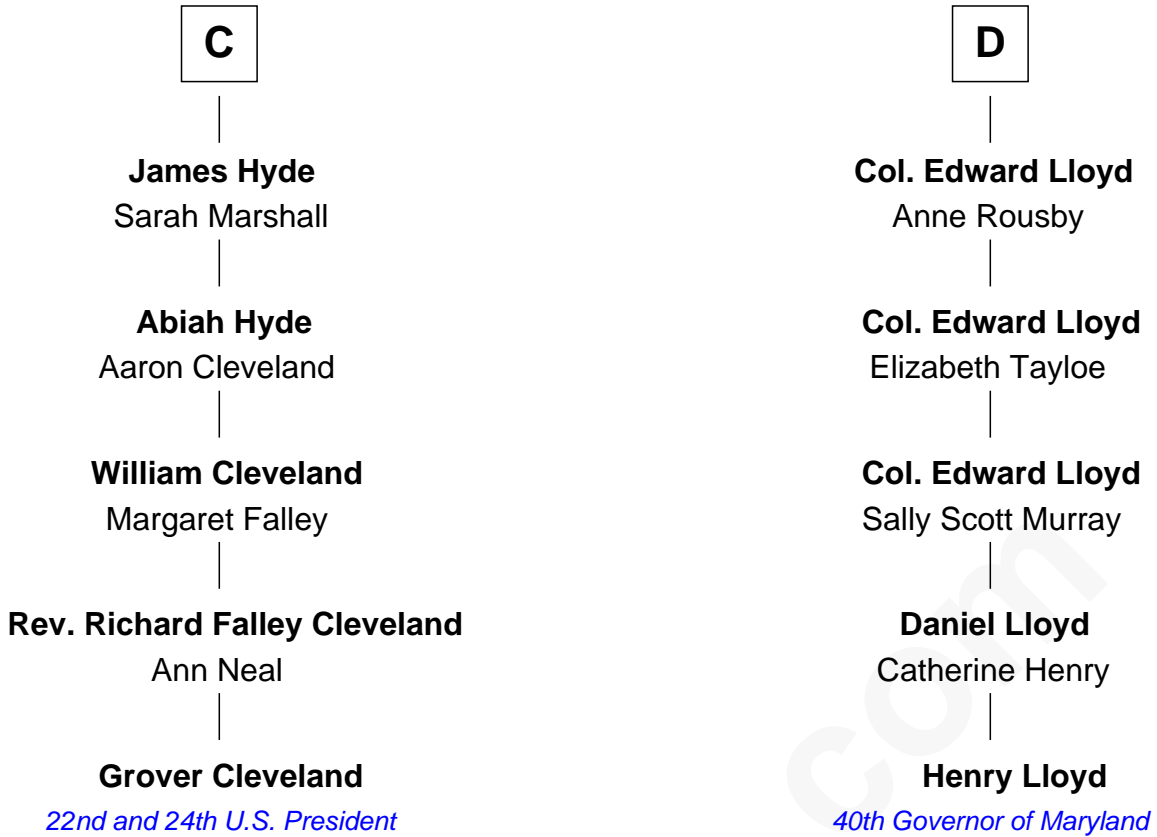 C
D
James Hyde
Sarah Marshall
Col. Edward Lloyd
Anne Rousby
Abiah Hyde
Aaron Cleveland
Col. Edward Lloyd
Elizabeth Tayloe
William Cleveland
Margaret Falley
Col. Edward Lloyd
Sally Scott Murray
Rev. Richard Falley Cleveland
Ann Neal
Daniel Lloyd
Catherine Henry
Grover Cleveland
22nd and 24th U.S. President
Henry Lloyd
40th Governor of Maryland
com